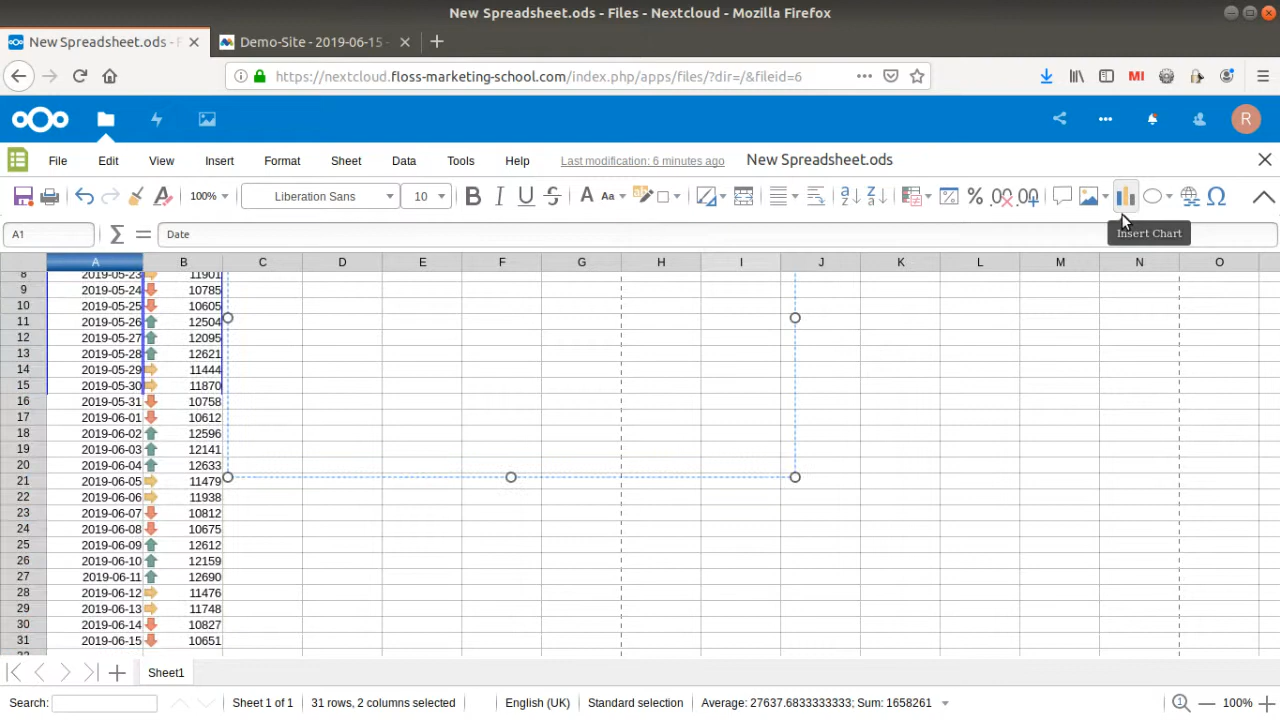 New Spreadsheet.ods - Files - Nextcloud - Mozilla Firefox
New Spreadsheet.ods - F
Demo-Site - 2019-06-15 -
https://nextcloud.floss-marketing-school.com/index.php/apps/files/?dir=/&fileid=6
MI
R
File Edit View Insert Format Sheet Data Tools Help Last modification: 6 minutes ago New Spreadsheet.ods
100% Liberation Sans 10 B I U S A Aa % .00 .00 Ω
Insert Chart
A1 Σ = Date
A B C D E F G H I J K L M N O
8 2019-05-23 11901
9 2019-05-24 10785
10 2019-05-25 10605
11 2019-05-26 12504
12 2019-05-27 12095
13 2019-05-28 12621
14 2019-05-29 11444
15 2019-05-30 11870
16 2019-05-31 10758
17 2019-06-01 10612
18 2019-06-02 12596
19 2019-06-03 12141
20 2019-06-04 12633
21 2019-06-05 11479
22 2019-06-06 11938
23 2019-06-07 10812
24 2019-06-08 10675
25 2019-06-09 12612
26 2019-06-10 12159
27 2019-06-11 12690
28 2019-06-12 11476
29 2019-06-13 11748
30 2019-06-14 10827
31 2019-06-15 10651
Sheet1
Search: Sheet 1 of 1 31 rows, 2 columns selected English (UK) Standard selection Average: 27637.6833333333; Sum: 1658261 100%